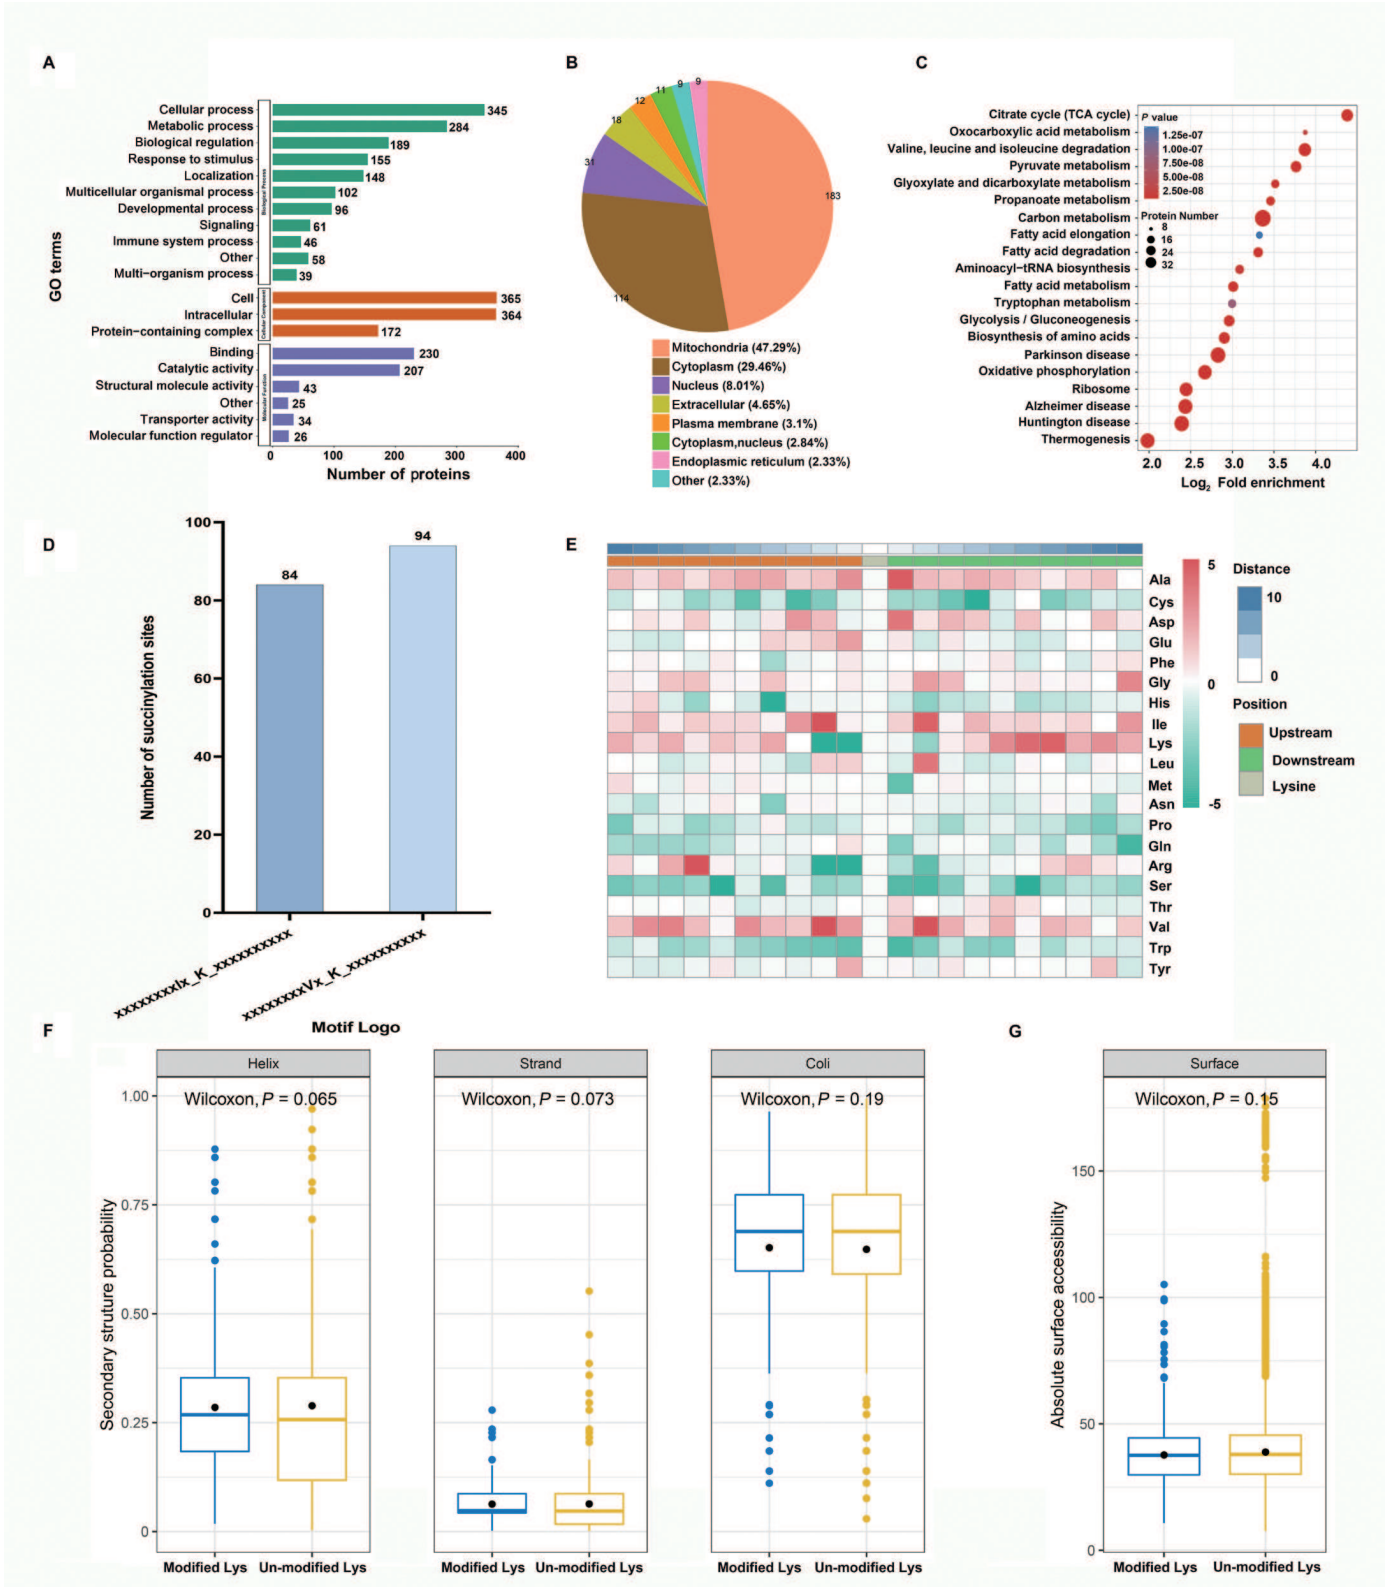 A
GO terms
Cellular process 345
Metabolic process 284
Biological regulation 189
Response to stimulus 155
Localization 148
Multicellular organismal process 102
Developmental process 96
Signaling 61
Immune system process 46
Other 58
Multi−organism process 39
Biological Process
Cell 365
Intracellular 364
Protein−containing complex 172
Cellular Component
Binding 230
Catalytic activity 207
Structural molecule activity 43
Other 25
Transporter activity 34
Molecular function regulator 26
Molecular Function
0 100 200 300 400
Number of proteins
B
183
114
31
18
12
11
9
9
Mitochondria (47.29%)
Cytoplasm (29.46%)
Nucleus (8.01%)
Extracellular (4.65%)
Plasma membrane (3.1%)
Cytoplasm,nucleus (2.84%)
Endoplasmic reticulum (2.33%)
Other (2.33%)
C
Citrate cycle (TCA cycle)
Oxocarboxylic acid metabolism
Valine, leucine and isoleucine degradation
Pyruvate metabolism
Glyoxylate and dicarboxylate metabolism
Propanoate metabolism
Carbon metabolism
Fatty acid elongation
Fatty acid degradation
Aminoacyl−tRNA biosynthesis
Fatty acid metabolism
Tryptophan metabolism
Glycolysis / Gluconeogenesis
Biosynthesis of amino acids
Parkinson disease
Oxidative phosphorylation
Ribosome
Alzheimer disease
Huntington disease
Thermogenesis
P value
1.25e-07
1.00e-07
7.50e-08
5.00e-08
2.50e-08
Protein Number
8
16
24
32
2.0 2.5 3.0 3.5 4.0
Log2 Fold enrichment
D
Number of succinylation sites
100
80
60
40
20
0
84
94
xxxxxxxxIx_K_xxxxxxxxxx
xxxxxxxxVx_K_xxxxxxxxxx
Motif Logo
E
Ala
Cys
Asp
Glu
Phe
Gly
His
Ile
Lys
Leu
Met
Asn
Pro
Gln
Arg
Ser
Thr
Val
Trp
Tyr
5
0
-5
Distance
10
0
Position
Upstream
Downstream
Lysine
F
Secondary struture probability
1.00
0.75
0.50
0.25
0
Helix
Wilcoxon, P = 0.065
Modified Lys Un-modified Lys
Strand
Wilcoxon, P = 0.073
Modified Lys Un-modified Lys
Coli
Wilcoxon, P = 0.19
Modified Lys Un-modified Lys
G
Absolute surface accessibility
150
100
50
0
Surface
Wilcoxon, P = 0.15
Modified Lys Un-modified Lys